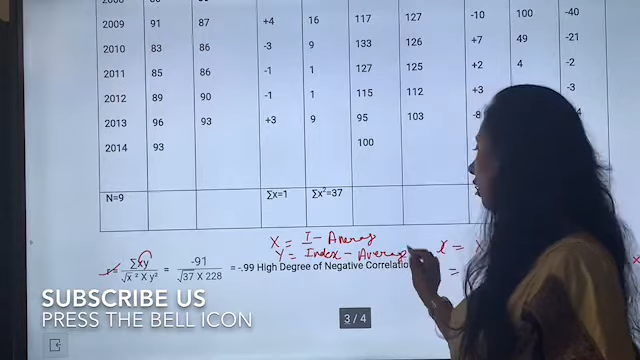 2009 91 87 +4 16 117 127 -10 100 -40
2010 83 86 -3 9 133 126 +7 49 -21
2011 85 86 -1 1 127 125 +2 4 -2
2012 89 90 -1 1 115 112 +3 -3
2013 96 93 +3 9 95 103 -8
2014 93 100
N=9 Σx=1 Σx²=37
X = I - Average
Y = Index - Average
r = Σxy / √x² X y² = -91 / √37 X 228 = -.99 High Degree of Negative
x =
=
SUBSCRIBE US
PRESS THE BELL ICON
3 / 4